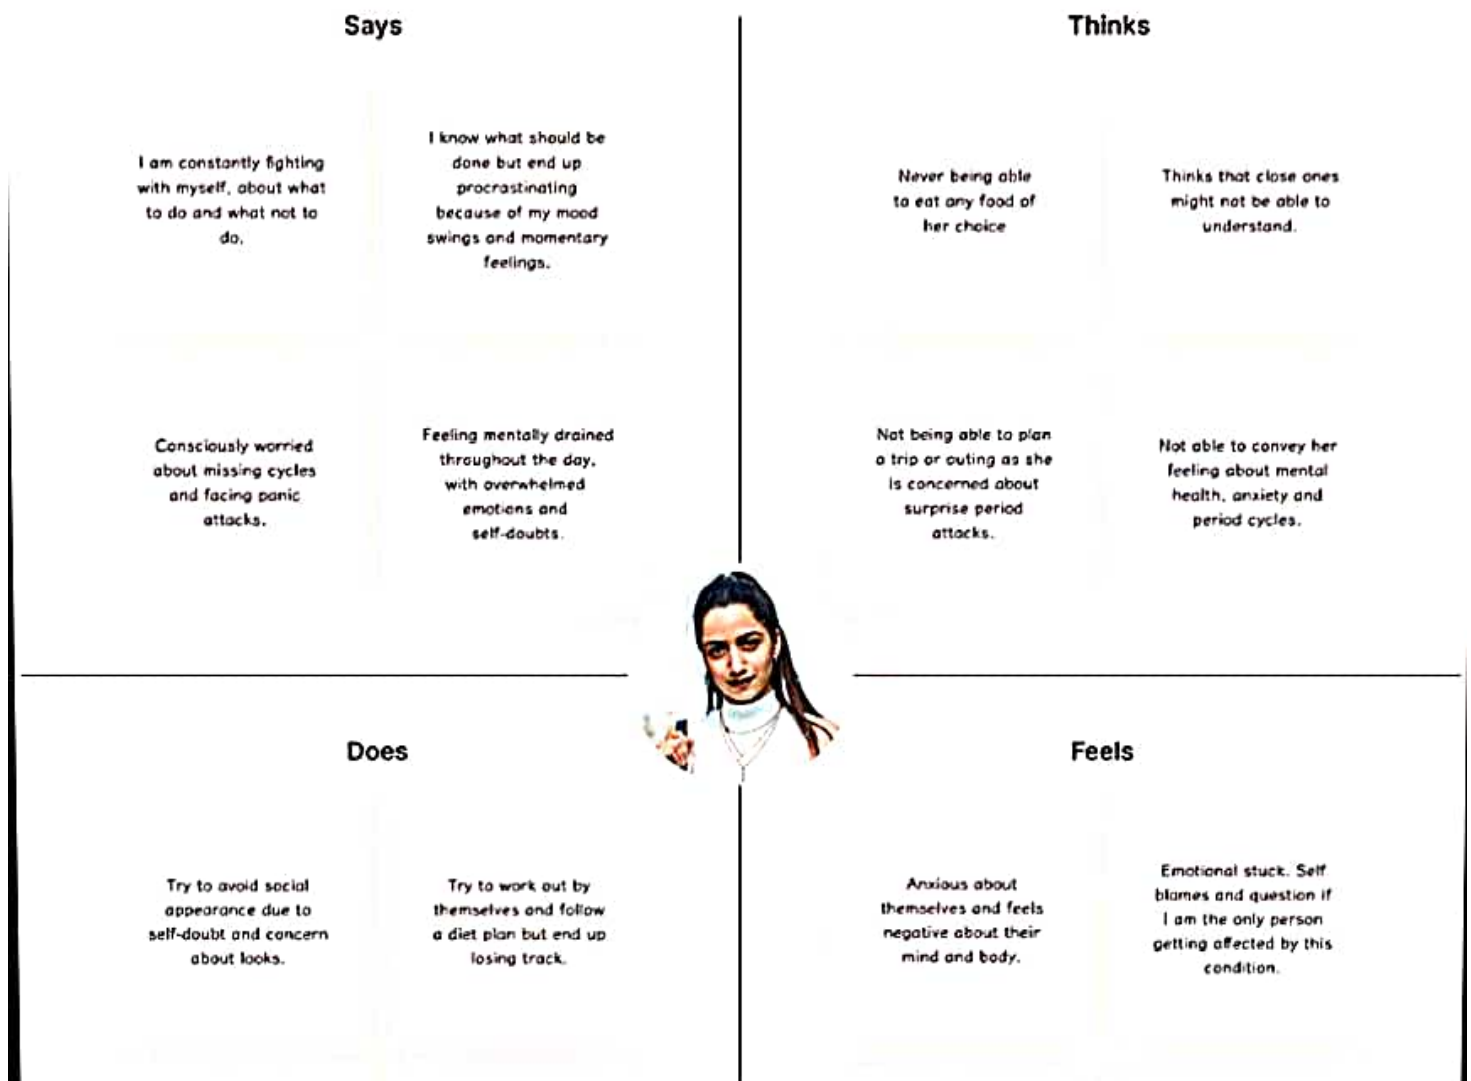 Says
I am constantly fighting
with myself, about what
to do and what not to
do.
I know what should be
done but end up
procrastinating
because of my mood
swings and momentary
feelings.
Consciously worried
about missing cycles
and facing panic
attacks.
Feeling mentally drained
throughout the day,
with overwhelmed
emotions and
self-doubts.
Thinks
Never being able
to eat any food of
her choice
Thinks that close ones
might not be able to
understand.
Not being able to plan
a trip or outing as she
is concerned about
surprise period
attacks.
Not able to convey her
feeling about mental
health, anxiety and
period cycles.
Does
Try to avoid social
appearance due to
self-doubt and concern
about looks.
Try to work out by
themselves and follow
a diet plan but end up
losing track.
Feels
Anxious about
themselves and feels
negative about their
mind and body.
Emotional stuck. Self
blames and question if
I am the only person
getting affected by this
condition.